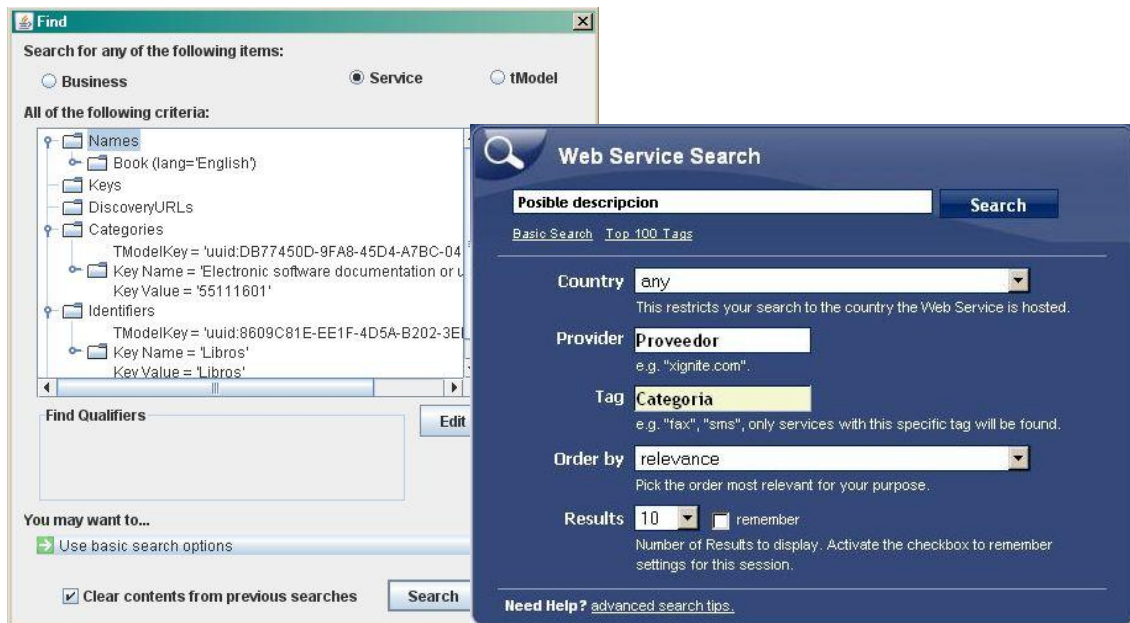 Find
Search for any of the following items:
Business
Service
tModel
All of the following criteria:
Names
Book (lang='English')
Keys
DiscoveryURLs
Categories
TModelKey = 'uuid:DB77450D-9FA8-45D4-A7BC-04
Key Name = 'Electronic software documentation or u
Key Value = '55111601'
Identifiers
TModelKey = 'uuid:8609C81E-EE1F-4D5A-B202-3E
Key Name = 'Libros'
Key Value = 'Libros'
Find Qualifiers
Edit
You may want to...
Use basic search options
Clear contents from previous searches
Search
Web Service Search
Posible descripcion
Search
Basic Search Top 100 Tags
Country any
This restricts your search to the country the Web Service is hosted.
Provider Proveedor
e.g. "xignite.com".
Tag Categoria
e.g. "fax", "sms", only services with this specific tag will be found.
Order by relevance
Pick the order most relevant for your purpose.
Results 10 remember
Number of Results to display. Activate the checkbox to remember
settings for this session.
Need Help? advanced search tips.